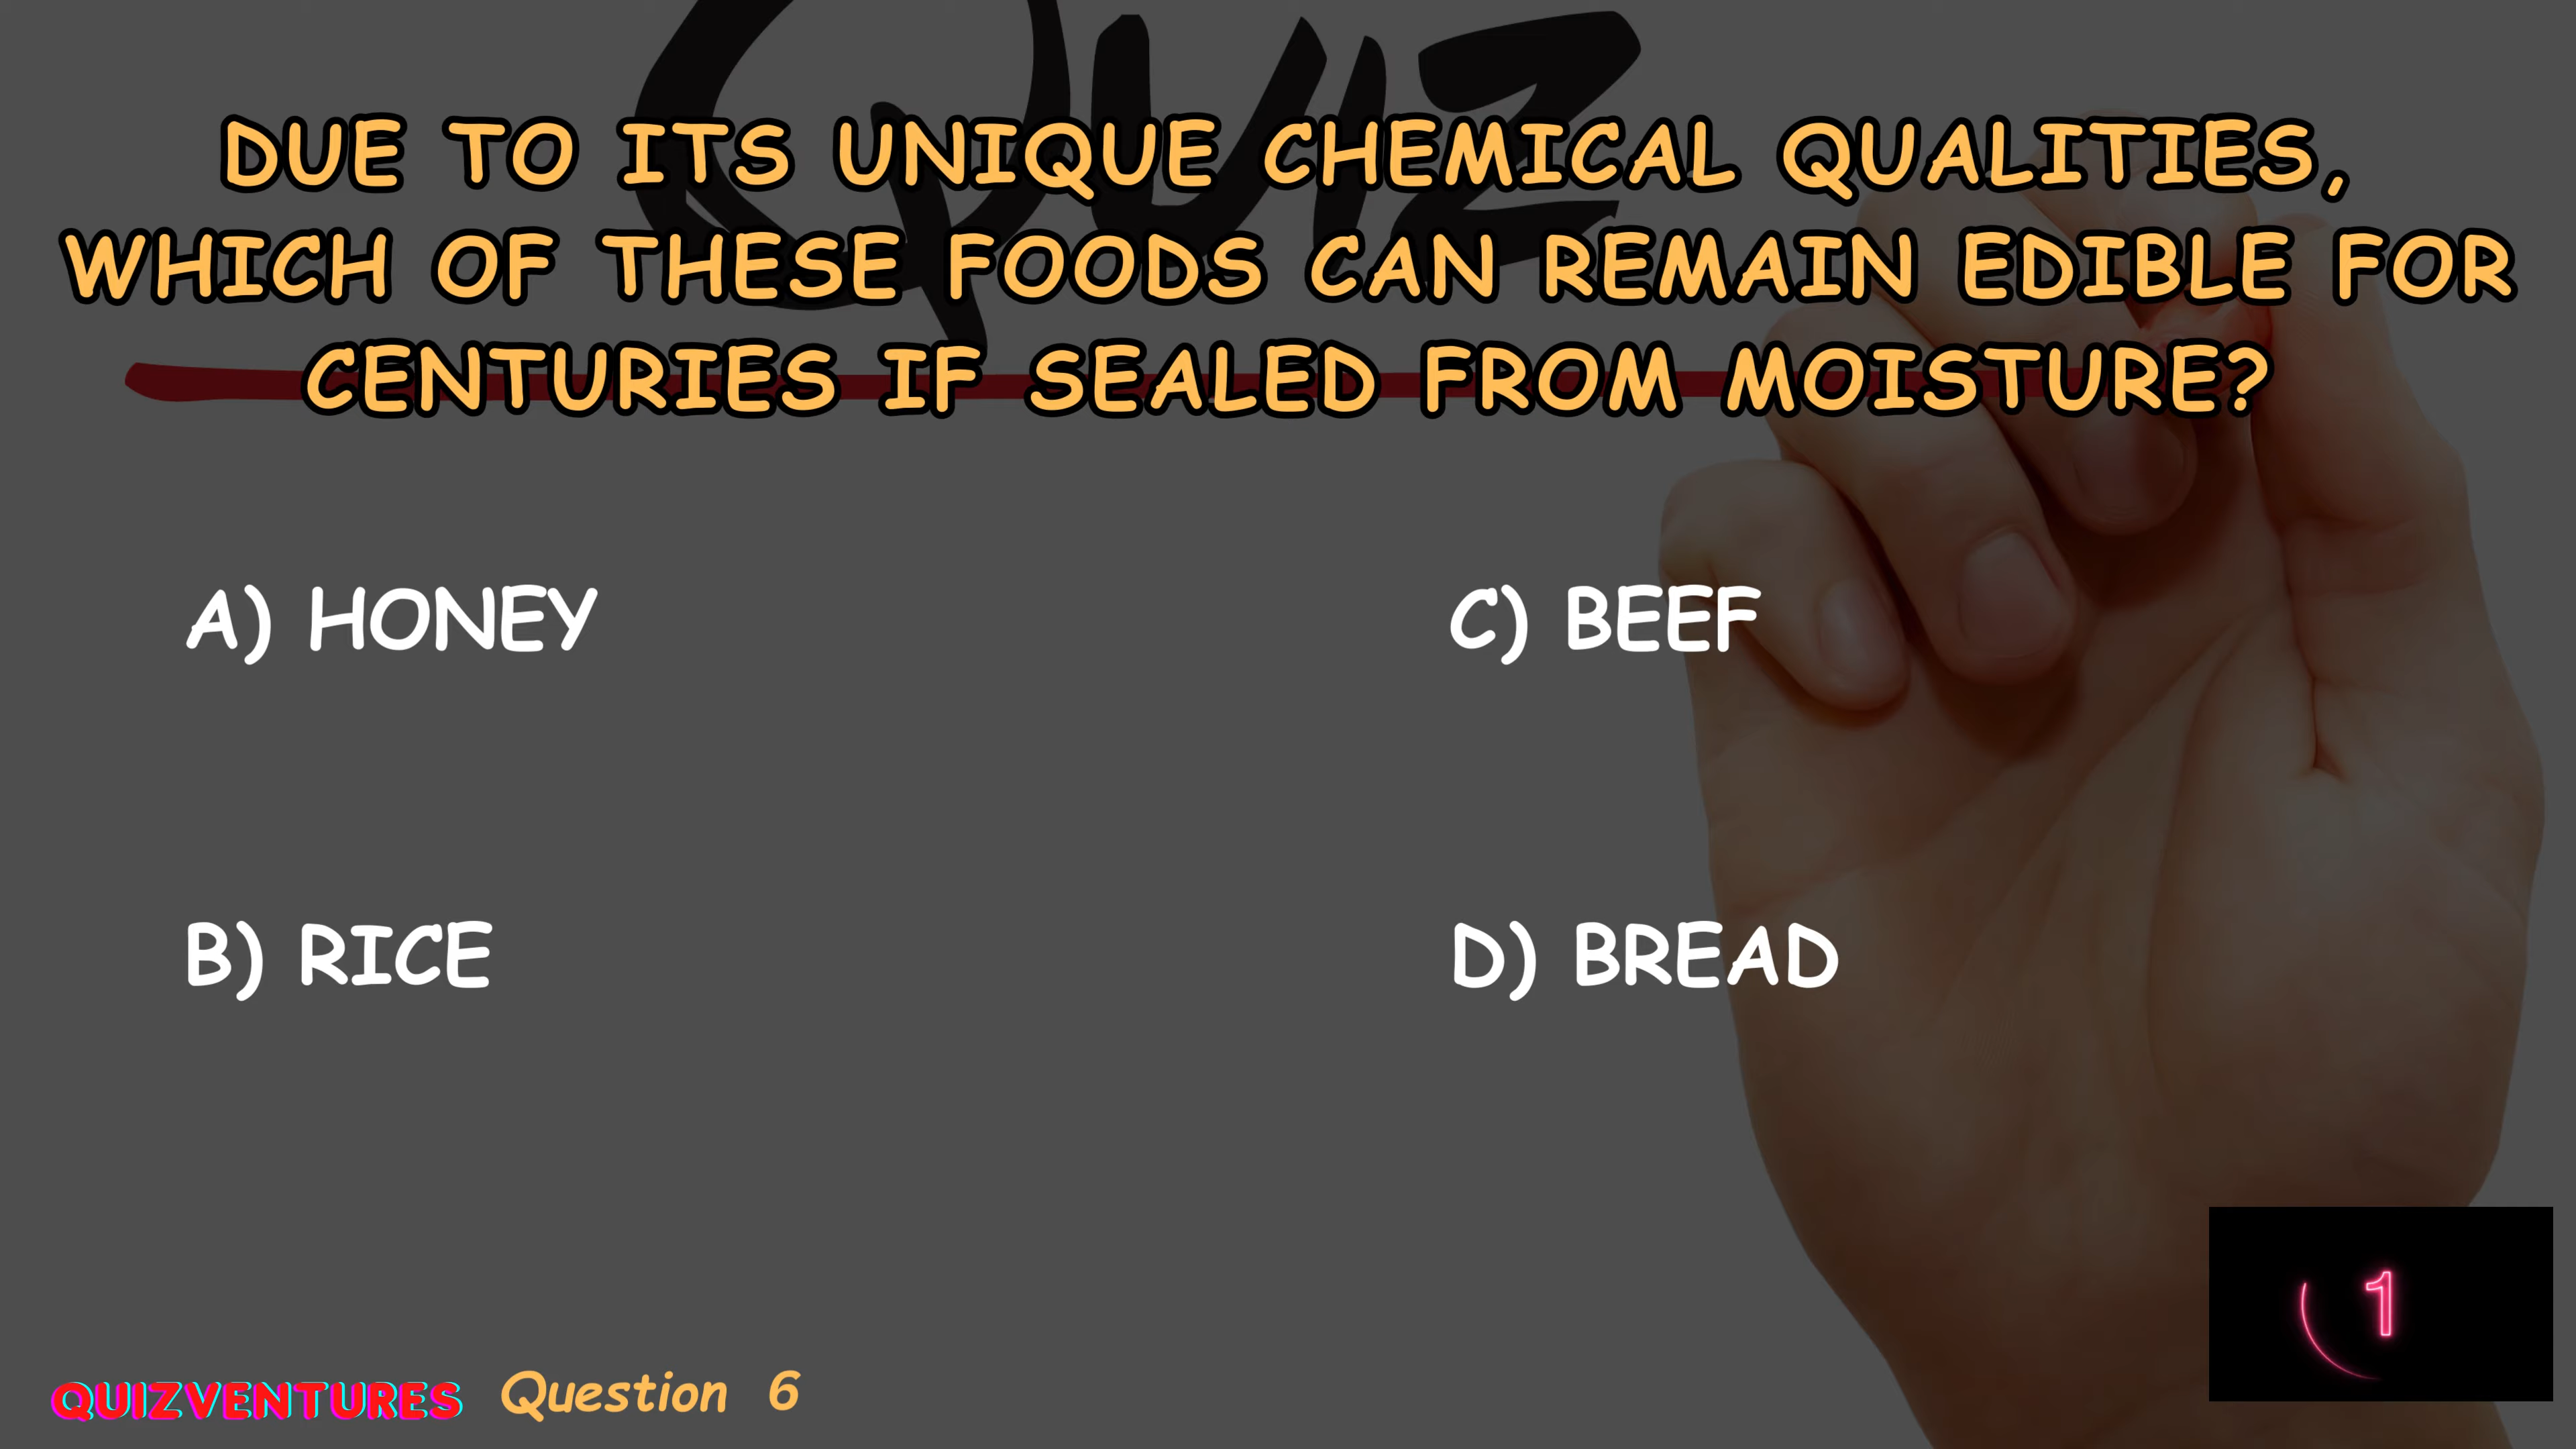 QUIZ
DUE TO ITS UNIQUE CHEMICAL QUALITIES,
WHICH OF THESE FOODS CAN REMAIN EDIBLE FOR
CENTURIES IF SEALED FROM MOISTURE?
A) HONEY
C) BEEF
B) RICE
D) BREAD
1
QUIZVENTURES Question 6